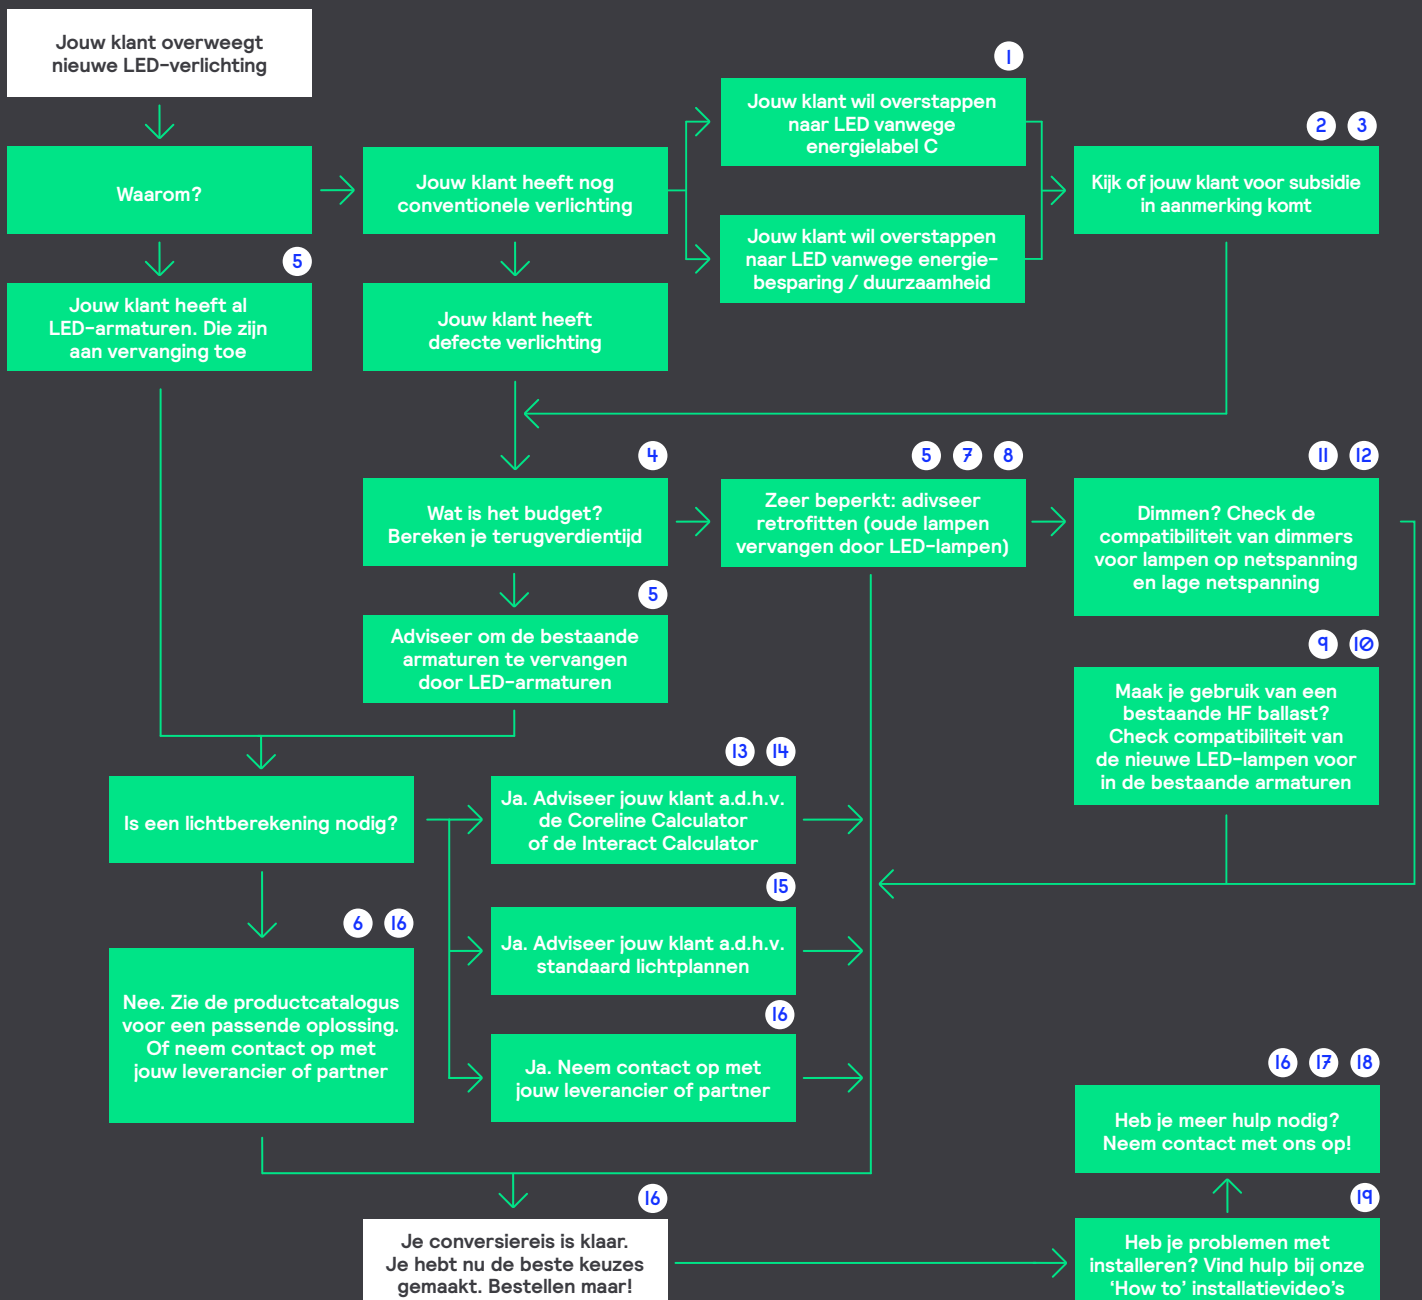 Jouw klant overweegt
nieuwe LED-verlichting
Waarom?
Jouw klant heeft nog
conventionele verlichting
1
Jouw klant wil overstappen
naar LED vanwege
energielabel C
Jouw klant wil overstappen
naar LED vanwege energie-
besparing / duurzaamheid
2 3
Kijk of jouw klant voor subsidie
in aanmerking komt
5
Jouw klant heeft al
LED-armaturen. Die zijn
aan vervanging toe
Jouw klant heeft
defecte verlichting
4
Wat is het budget?
Bereken je terugverdientijd
5 7 8
Zeer beperkt: adivseer
retrofitten (oude lampen
vervangen door LED-lampen)
11 12
Dimmen? Check de
compatibiliteit van dimmers
voor lampen op netspanning
en lage netspanning
5
Adviseer om de bestaande
armaturen te vervangen
door LED-armaturen
9 10
Maak je gebruik van een
bestaande HF ballast?
Check compatibiliteit van
de nieuwe LED-lampen voor
in de bestaande armaturen
Is een lichtberekening nodig?
13 14
Ja. Adviseer jouw klant a.d.h.v.
de Coreline Calculator
of de Interact Calculator
15
Ja. Adviseer jouw klant a.d.h.v.
standaard lichtplannen
16
Ja. Neem contact op met
jouw leverancier of partner
6 16
Nee. Zie de productcatalogus
voor een passende oplossing.
Of neem contact op met
jouw leverancier of partner
16
Je conversiereis is klaar.
Je hebt nu de beste keuzes
gemaakt. Bestellen maar!
16 17 18
Heb je meer hulp nodig?
Neem contact met ons op!
19
Heb je problemen met
installeren? Vind hulp bij onze
‘How to’ installatievideo’s